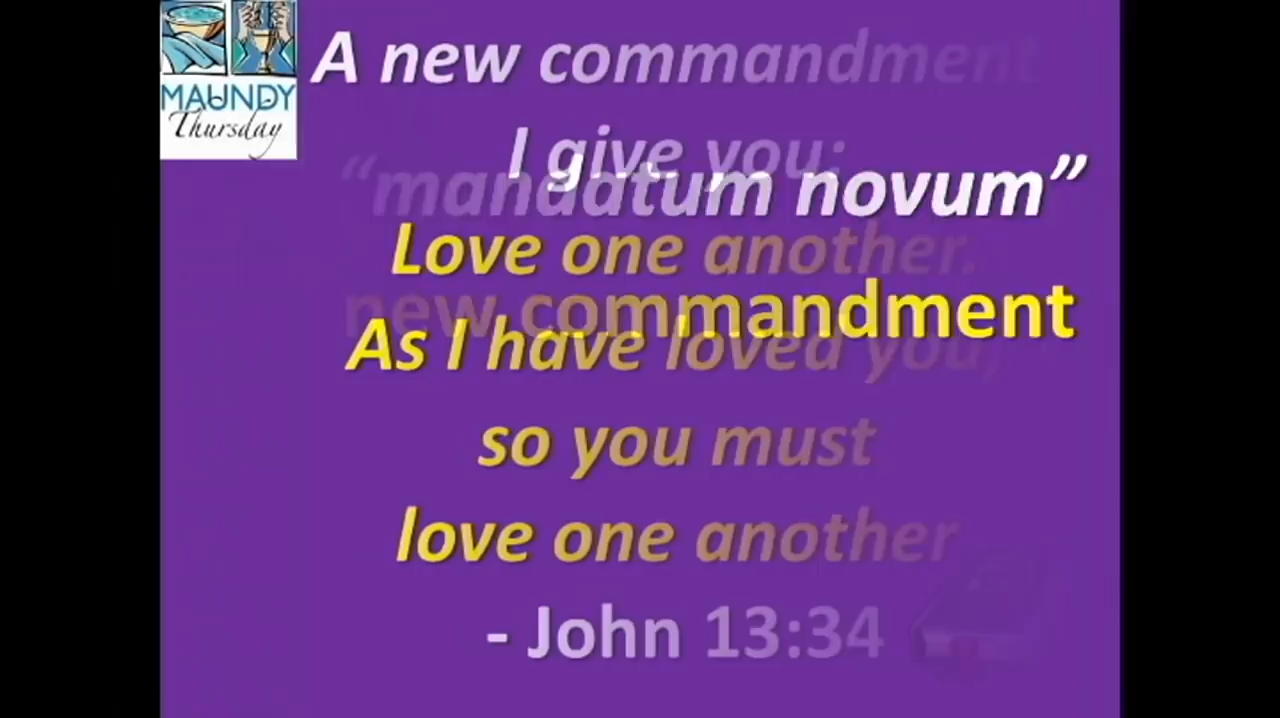 MAUNDY
Thursday
A new commandment
I give you:
“mandatum novum”
Love one another.
new commandment
As I have loved you,
so you must
love one another
- John 13:34